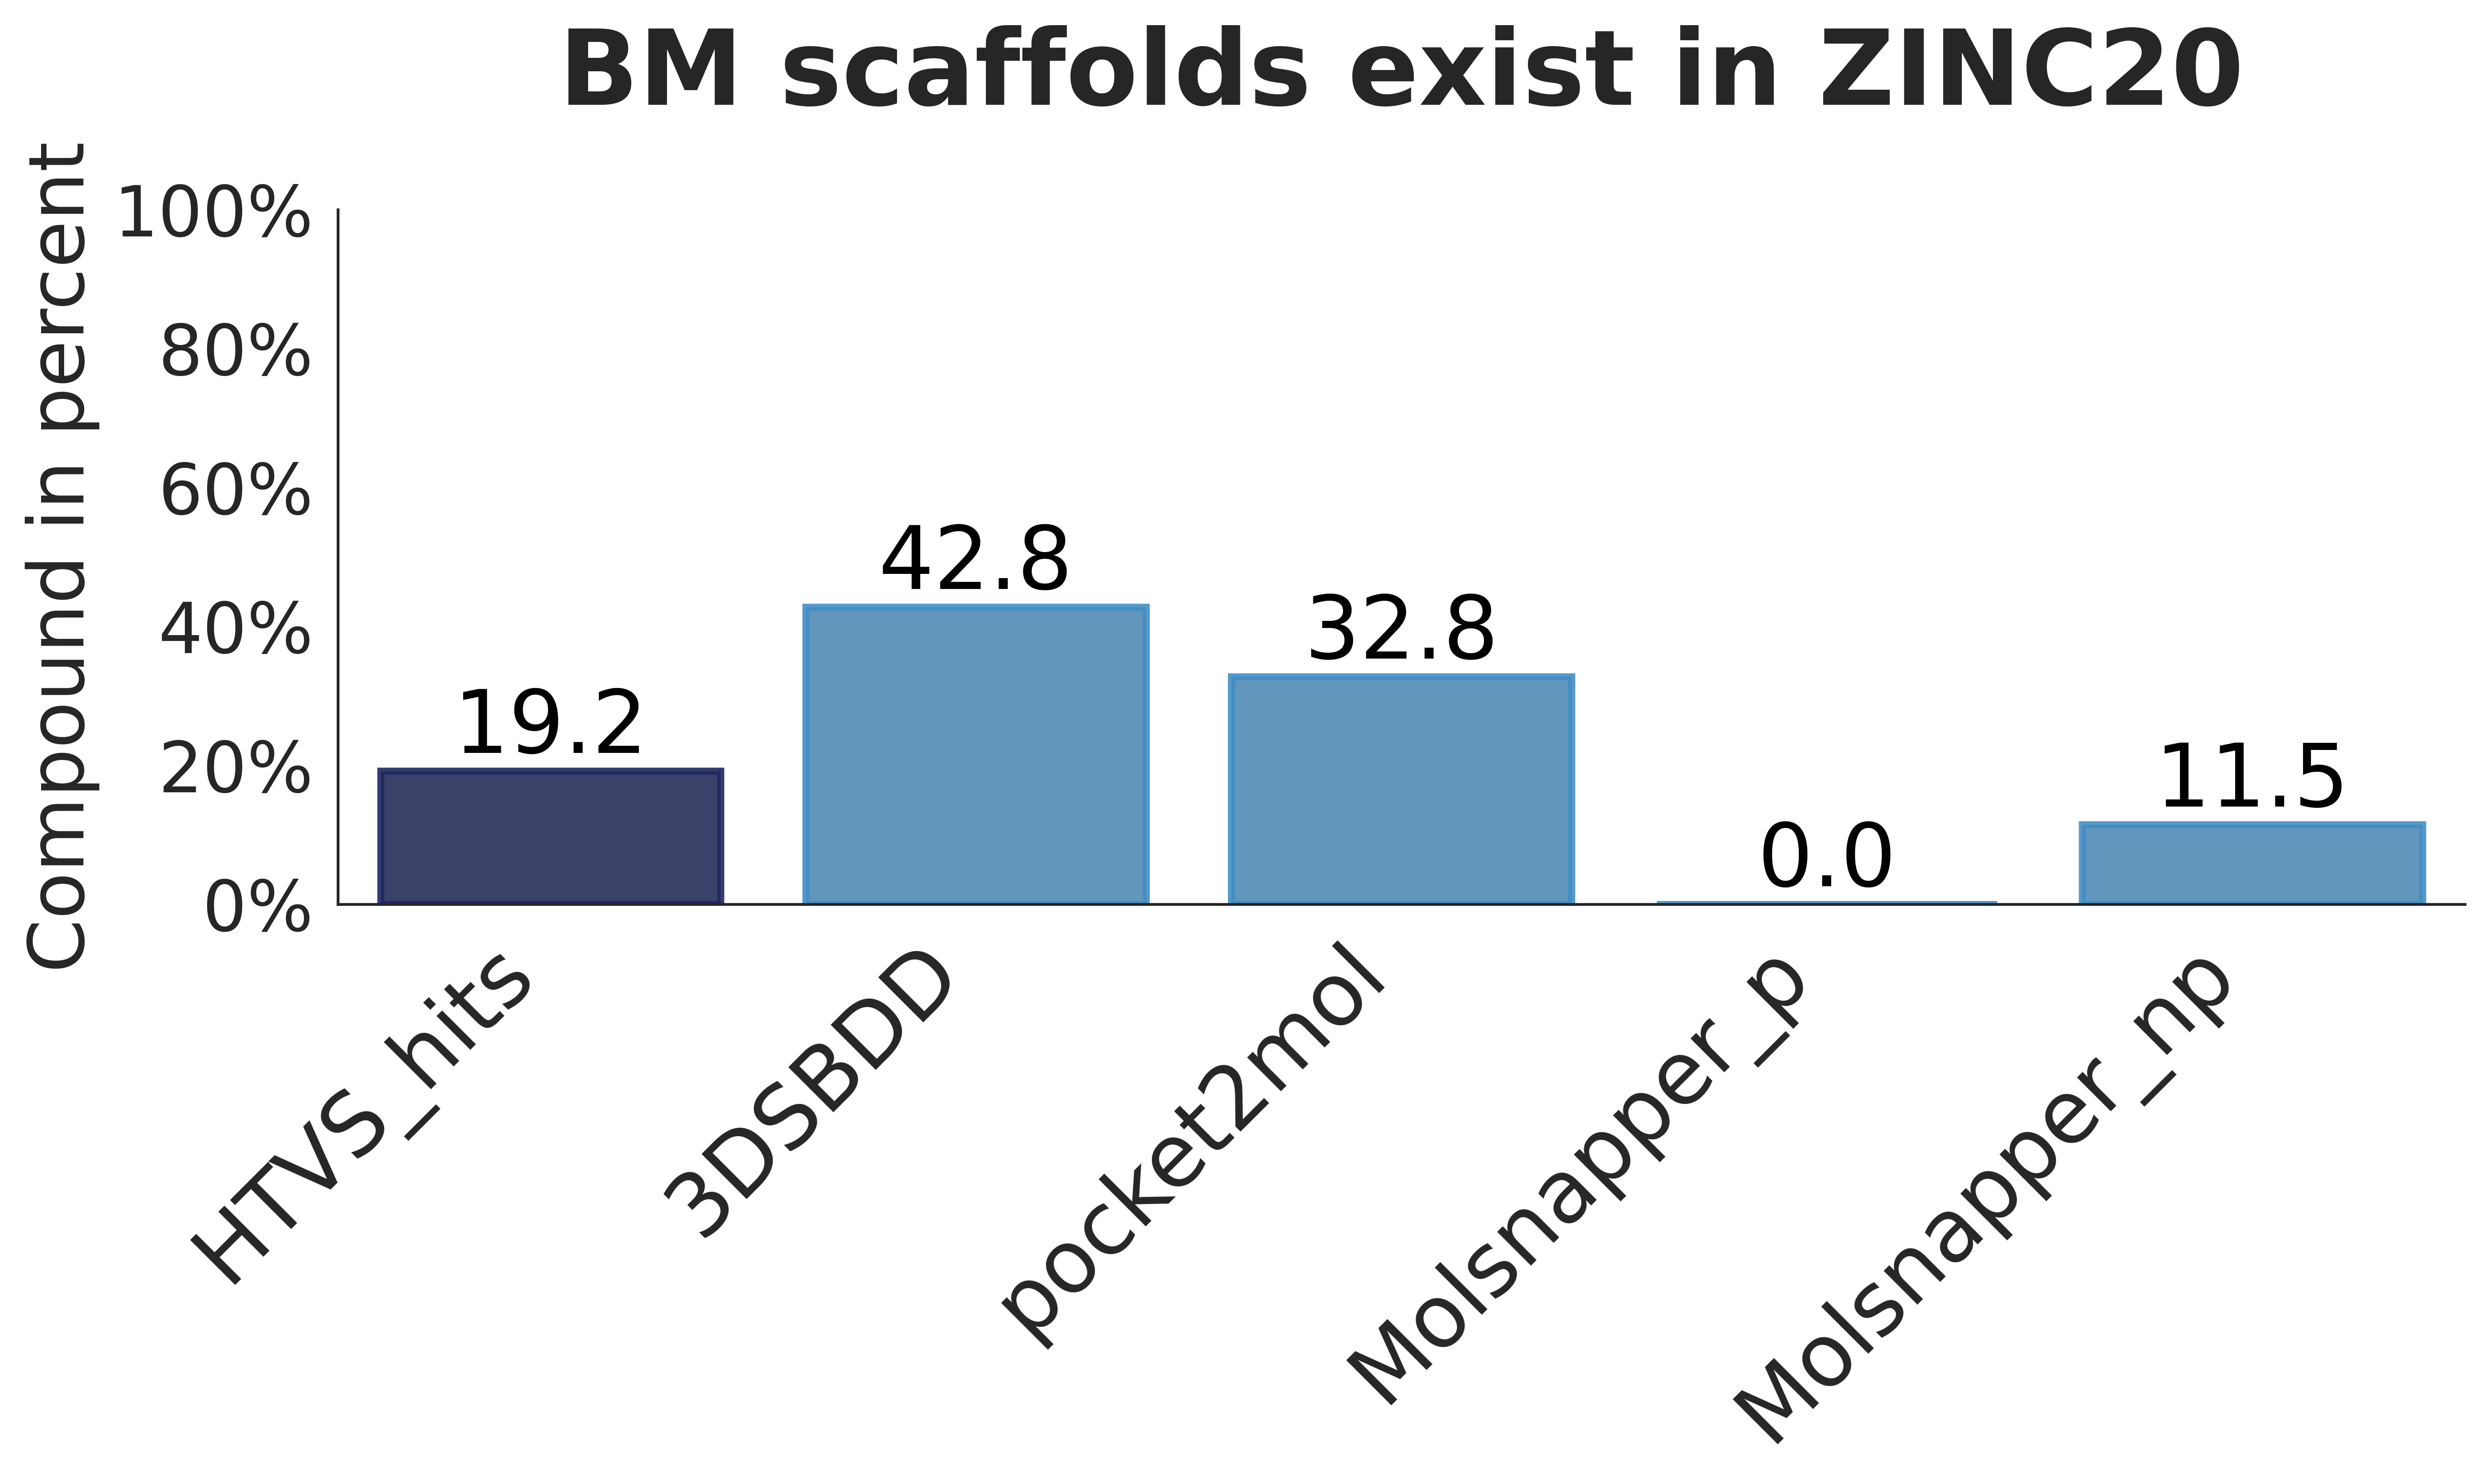 BM scaffolds exist in ZINC20
Compound in percent
100%
80%
60%
40%
20%
0%
19.2
42.8
32.8
0.0
11.5
HTVS_hits
3DSBDD
pocket2mol
Molsnapper_p
Molsnapper_np